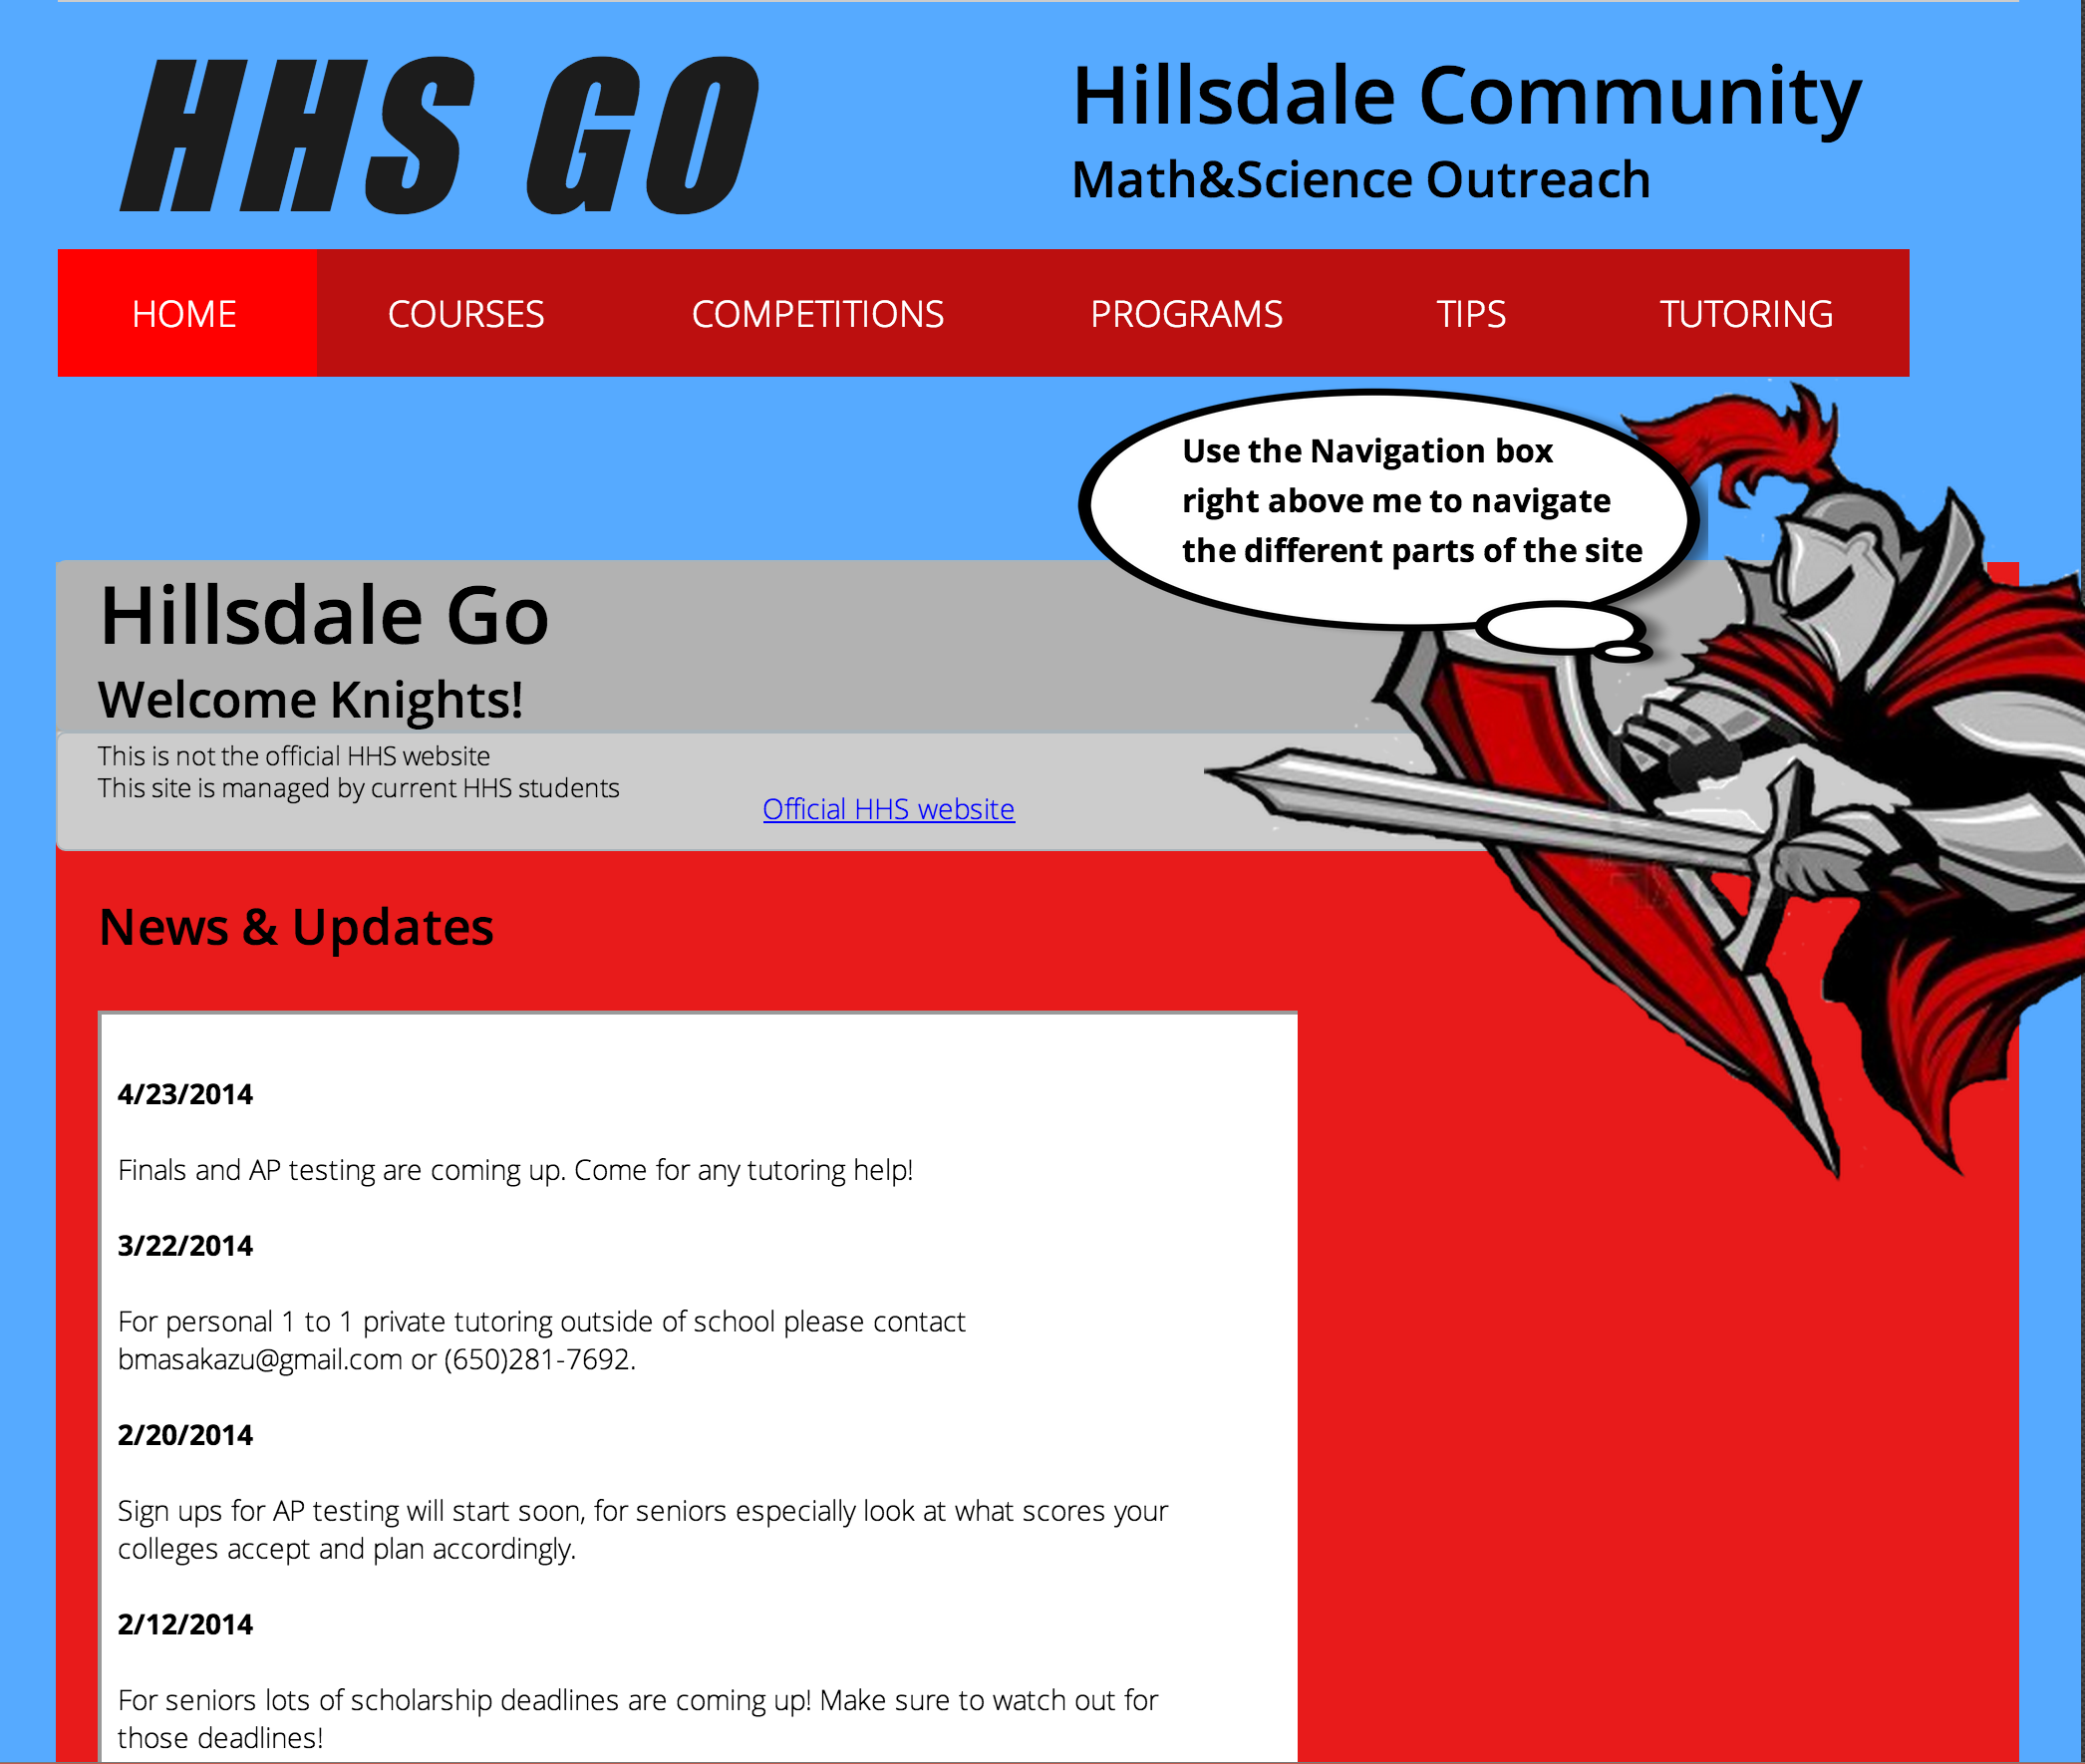 HHS GO
Hillsdale Community
Math&Science Outreach
HOME COURSES COMPETITIONS PROGRAMS TIPS TUTORING
Use the Navigation box
right above me to navigate
the different parts of the site
Hillsdale Go
Welcome Knights!
This is not the official HHS website
This site is managed by current HHS students
Official HHS website
News & Updates
4/23/2014
Finals and AP testing are coming up. Come for any tutoring help!
3/22/2014
For personal 1 to 1 private tutoring outside of school please contact
bmasakazu@gmail.com or (650)281-7692.
2/20/2014
Sign ups for AP testing will start soon, for seniors especially look at what scores your
colleges accept and plan accordingly.
2/12/2014
For seniors lots of scholarship deadlines are coming up! Make sure to watch out for
those deadlines!